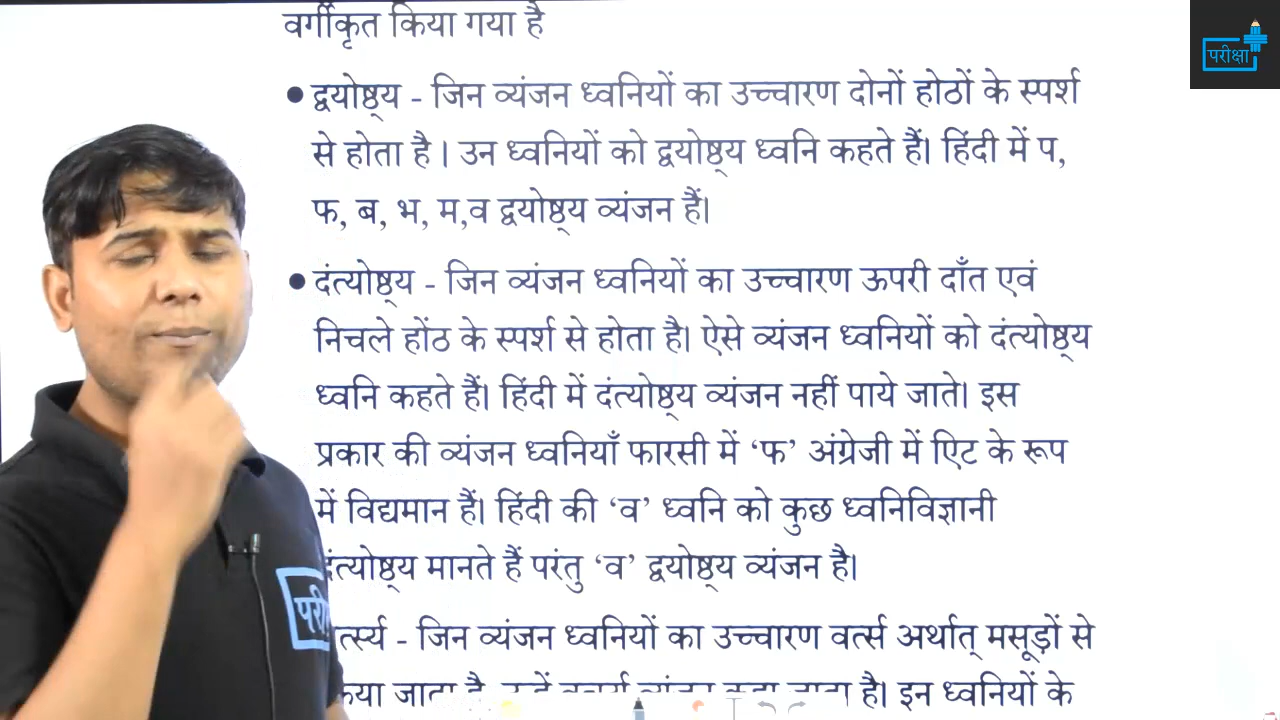 वर्गीकृत किया गया है
परीक्षा
• द्वयोष्ठ्य - जिन व्यंजन ध्वनियों का उच्चारण दोनों होठों के स्पर्श
से होता है । उन ध्वनियों को द्वयोष्ठ्य ध्वनि कहते हैं। हिंदी में प,
फ, ब, भ, म,व द्वयोष्ठ्य व्यंजन हैं।
• दंत्योष्ठ्य - जिन व्यंजन ध्वनियों का उच्चारण ऊपरी दाँत एवं
निचले होंठ के स्पर्श से होता है। ऐसे व्यंजन ध्वनियों को दंत्योष्ठ्य
ध्वनि कहते हैं। हिंदी में दंत्योष्ठ्य व्यंजन नहीं पाये जाते। इस
प्रकार की व्यंजन ध्वनियाँ फारसी में ‘फ’ अंग्रेजी में के रूप
में विद्यमान हैं। हिंदी की ‘व’ ध्वनि को कुछ ध्वनिविज्ञानी
दंत्योष्ठ्य मानते हैं परंतु ‘व’ द्वयोष्ठ्य व्यंजन है।
- जिन व्यंजन ध्वनियों का उच्चारण वर्त्स अर्थात् मसूड़ों से
जाता है है। इन ध्वनियों के